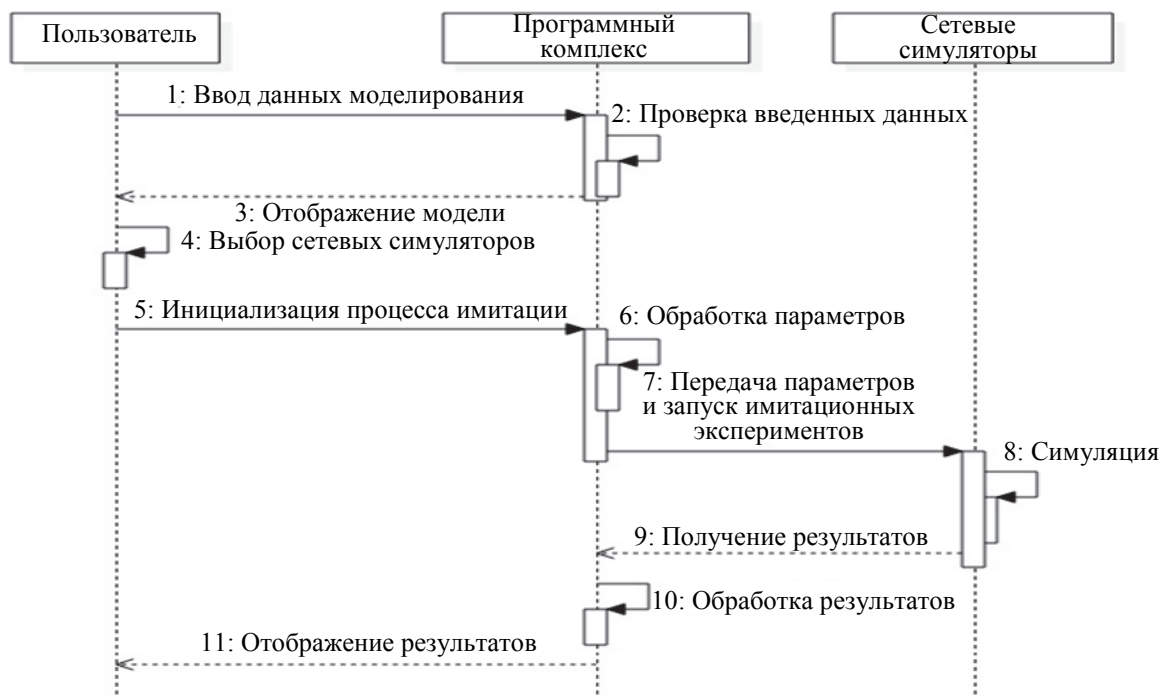 Пользователь
Программный
комплекс
Сетевые
симуляторы
1: Ввод данных моделирования
2: Проверка введенных данных
3: Отображение модели
4: Выбор сетевых симуляторов
5: Инициализация процесса имитации
6: Обработка параметров
7: Передача параметров
и запуск имитационных
экспериментов
8: Симуляция
9: Получение результатов
10: Обработка результатов
11: Отображение результатов